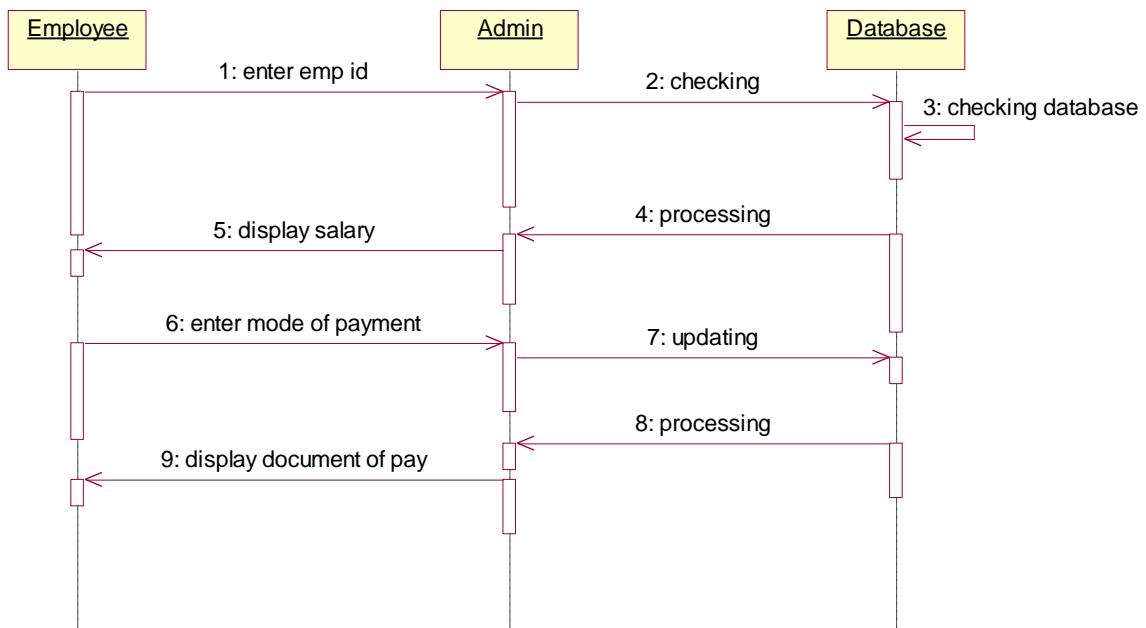 Employee
Admin
Database
1: enter emp id
2: checking
3: checking database
4: processing
5: display salary
6: enter mode of payment
7: updating
8: processing
9: display document of pay